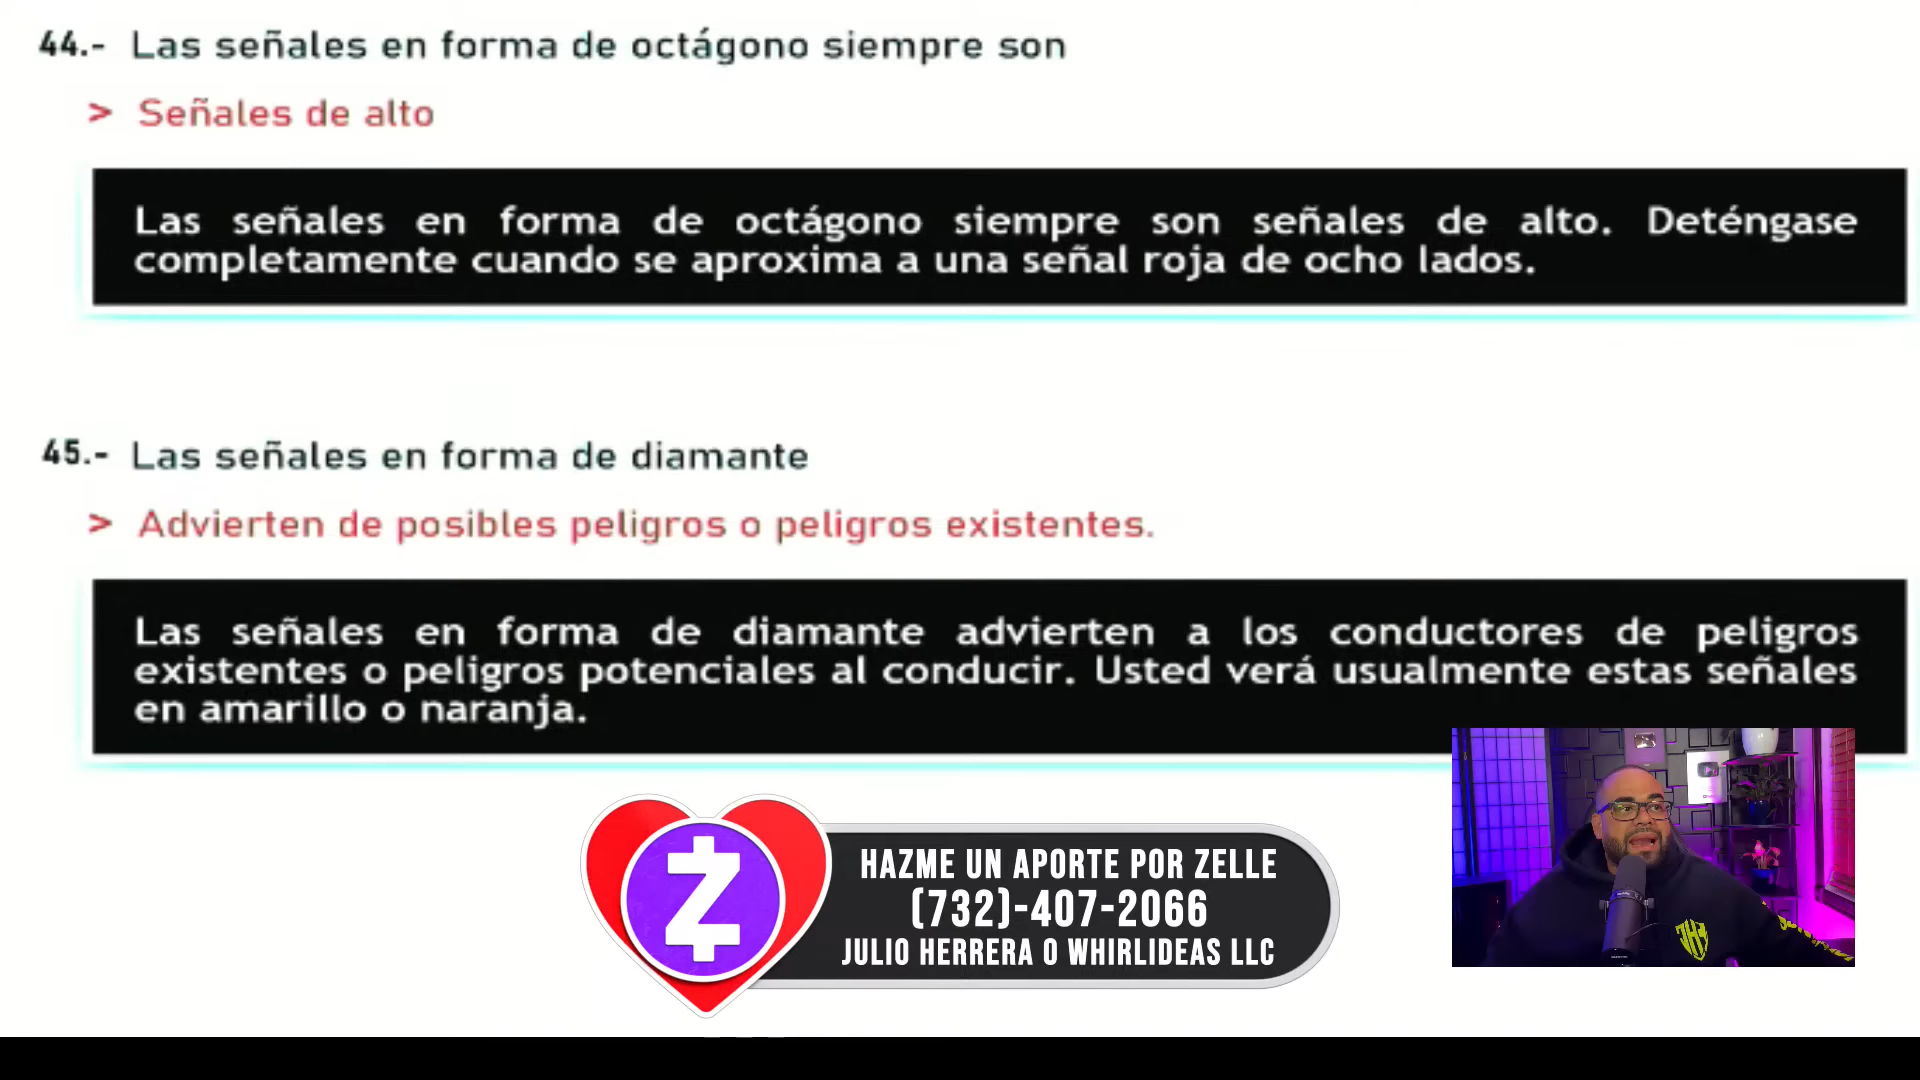 44.- Las señales en forma de octágono siempre son
> Señales de alto
Las señales en forma de octágono siempre son señales de alto. Deténgase
completamente cuando se aproxima a una señal roja de ocho lados.
45.- Las señales en forma de diamante
> Advierten de posibles peligros o peligros existentes.
Las señales en forma de diamante advierten a los conductores de peligros
existentes o peligros potenciales al conducir. Usted verá usualmente estas señales
en amarillo o naranja.
HAZME UN APORTE POR ZELLE
(732)-407-2066
JULIO HERRERA O WHIRLIDEAS LLC